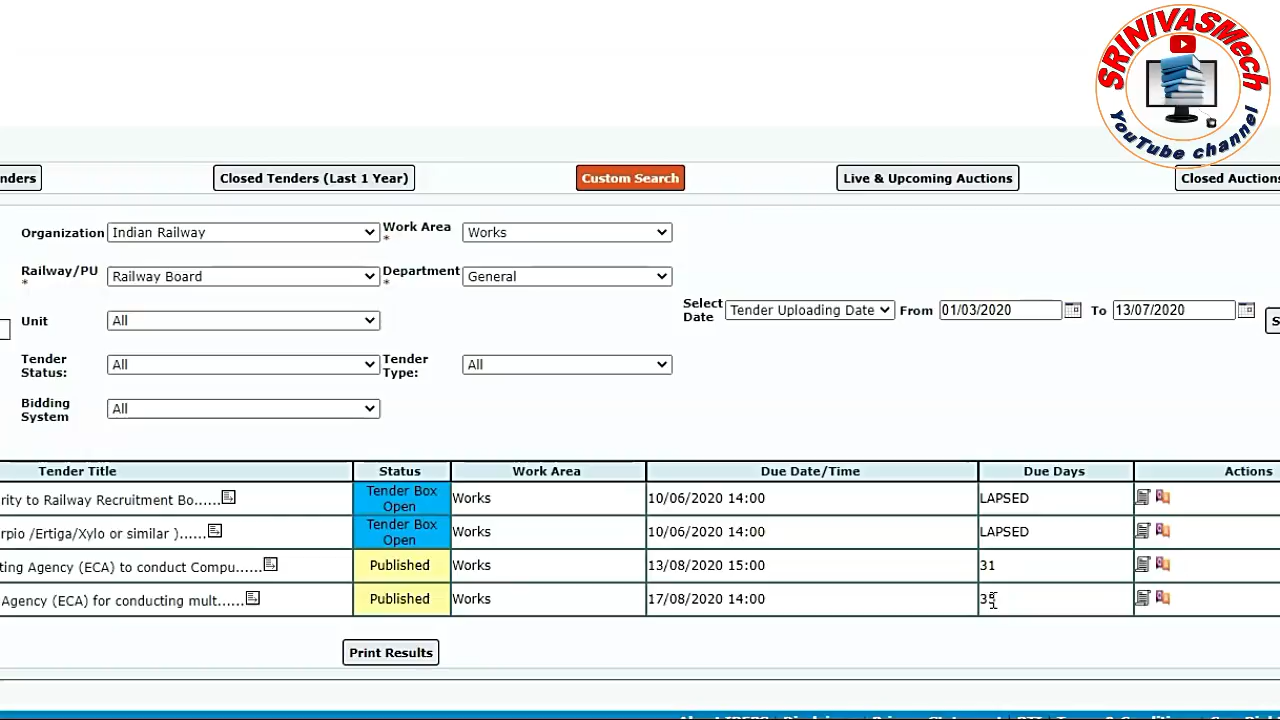 SRINIVASMech
YouTube channel
nders
Closed Tenders (Last 1 Year)
Custom Search
Live & Upcoming Auctions
Closed Auctions
Organization Indian Railway Work Area * Works
Railway/PU * Railway Board Department * General
Select Date Tender Uploading Date From 01/03/2020 To 13/07/2020 S
Unit All
Tender Status: All Tender Type: All
Bidding System All
Tender Title Status Work Area Due Date/Time Due Days Actions
rity to Railway Recruitment Bo...... Tender Box Open Works 10/06/2020 14:00 LAPSED
rpio /Ertiga/Xylo or similar )...... Tender Box Open Works 10/06/2020 14:00 LAPSED
ting Agency (ECA) to conduct Compu...... Published Works 13/08/2020 15:00 31
Agency (ECA) for conducting mult...... Published Works 17/08/2020 14:00 35
Print Results